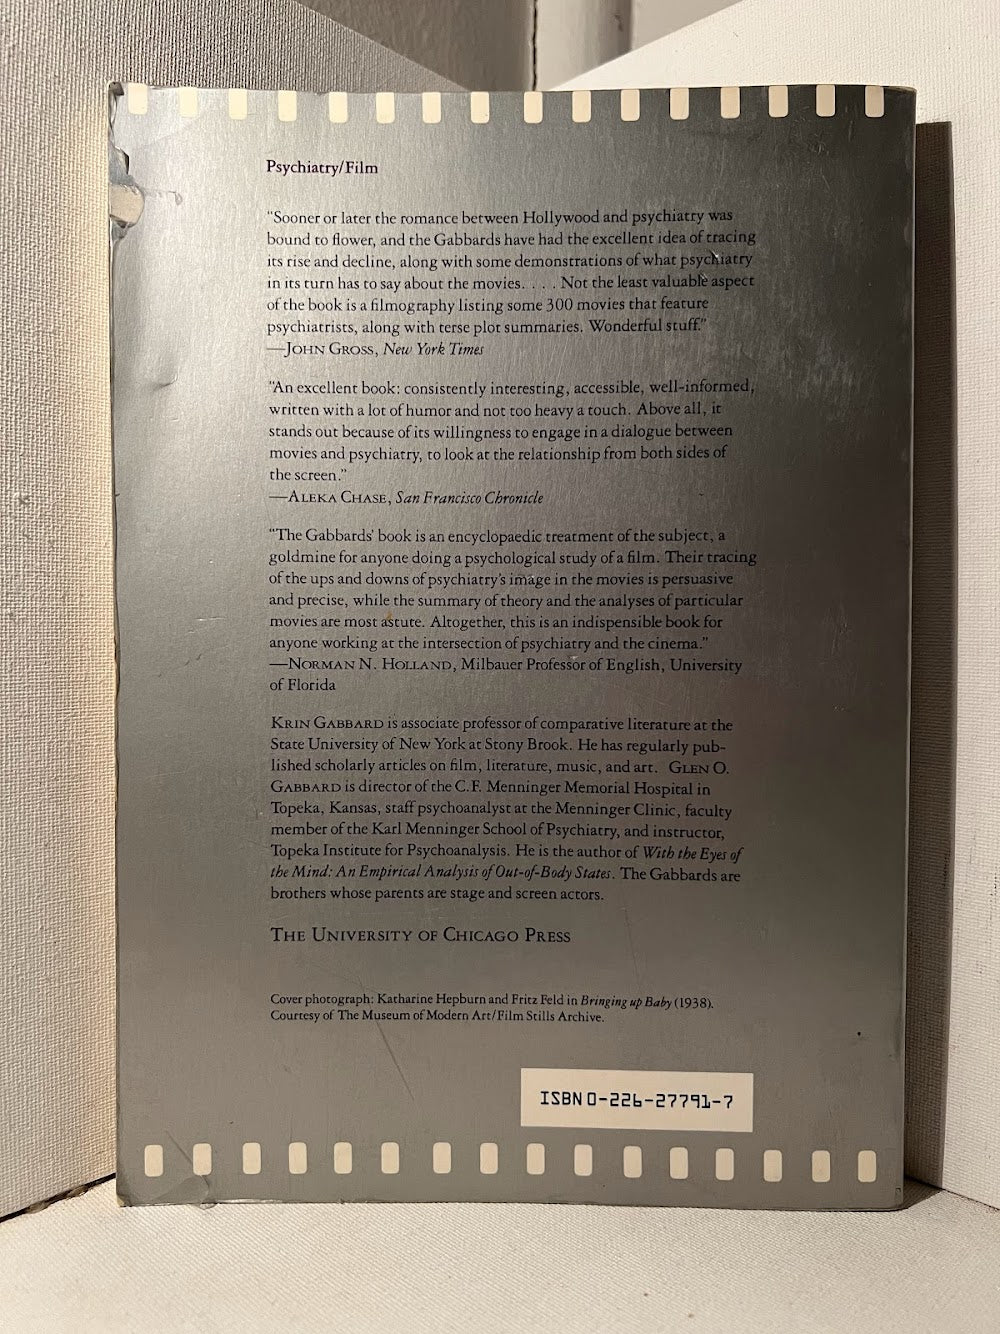 Psychiatry/Film
"Sooner or later the romance between Hollywood and psychiatry was
bound to flower, and the Gabbards have had the excellent idea of tracing
its rise and decline, along with some demonstrations of what psychiatry
in its turn has to say about the movies. . . . Not the least valuable aspect
of the book is a filmography listing some 300 movies that feature
psychiatrists, along with terse plot summaries. Wonderful stuff."
—JOHN GROSS, New York Times
"An excellent book: consistently interesting, accessible, well-informed,
written with a lot of humor and not too heavy a touch. Above all, it
stands out because of its willingness to engage in a dialogue between
movies and psychiatry, to look at the relationship from both sides of
the screen."
—ALEKA CHASE, San Francisco Chronicle
"The Gabbards' book is an encyclopaedic treatment of the subject, a
goldmine for anyone doing a psychological study of a film. Their tracing
of the ups and downs of psychiatry's image in the movies is persuasive
and precise, while the summary of theory and the analyses of particular
movies are most astute. Altogether, this is an indispensible book for
anyone working at the intersection of psychiatry and the cinema."
—NORMAN N. HOLLAND, Milbauer Professor of English, University
of Florida
KRIN GABBARD is associate professor of comparative literature at the
State University of New York at Stony Brook. He has regularly pub-
lished scholarly articles on film, literature, music, and art. GLEN O.
GABBARD is director of the C.F. Menninger Memorial Hospital in
Topeka, Kansas, staff psychoanalyst at the Menninger Clinic, faculty
member of the Karl Menninger School of Psychiatry, and instructor,
Topeka Institute for Psychoanalysis. He is the author of With the Eyes of
the Mind: An Empirical Analysis of Out-of-Body States. The Gabbards are
brothers whose parents are stage and screen actors.
THE UNIVERSITY OF CHICAGO PRESS
Cover photograph: Katharine Hepburn and Fritz Feld in Bringing up Baby (1938).
Courtesy of The Museum of Modern Art/Film Stills Archive.
ISBN 0-226-27791-7